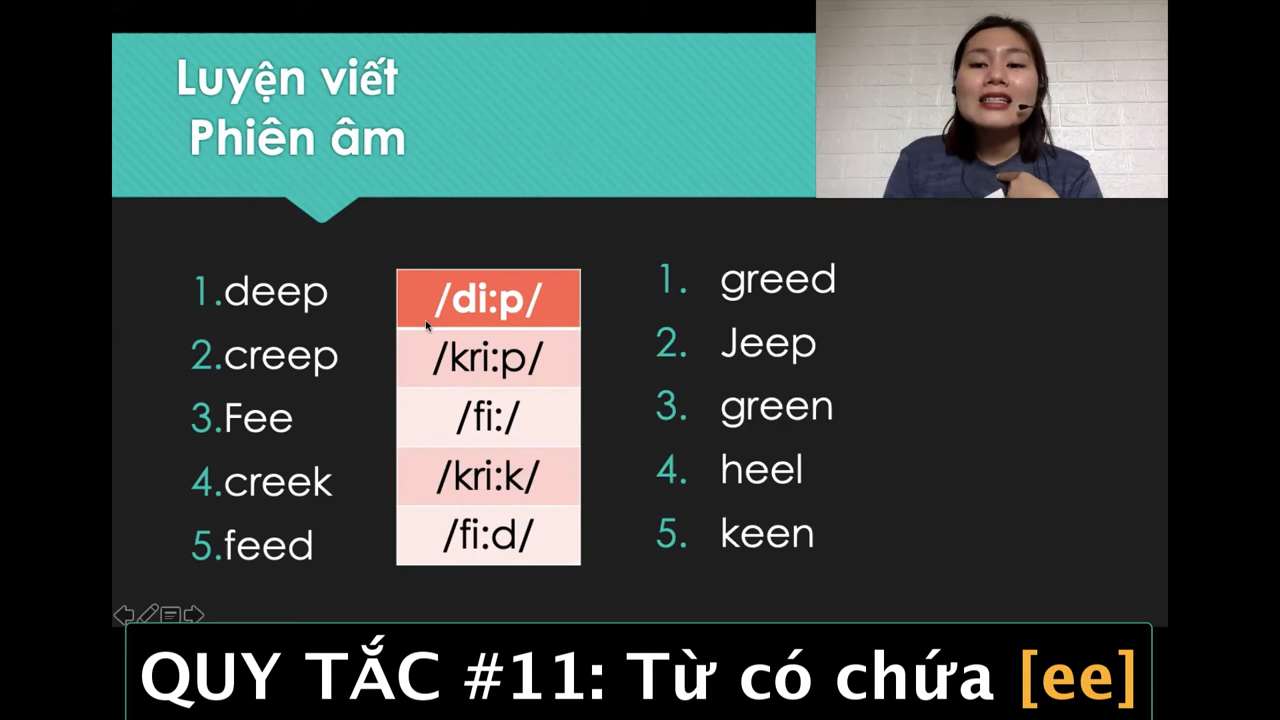 Luyện viết
Phiên âm
1.deep
2.creep
3.Fee
4.creek
5.feed
/di:p/
/kri:p/
/fi:/
/kri:k/
/fi:d/
1. greed
2. Jeep
3. green
4. heel
5. keen
QUY TẮC #11: Từ có chứa [ee]